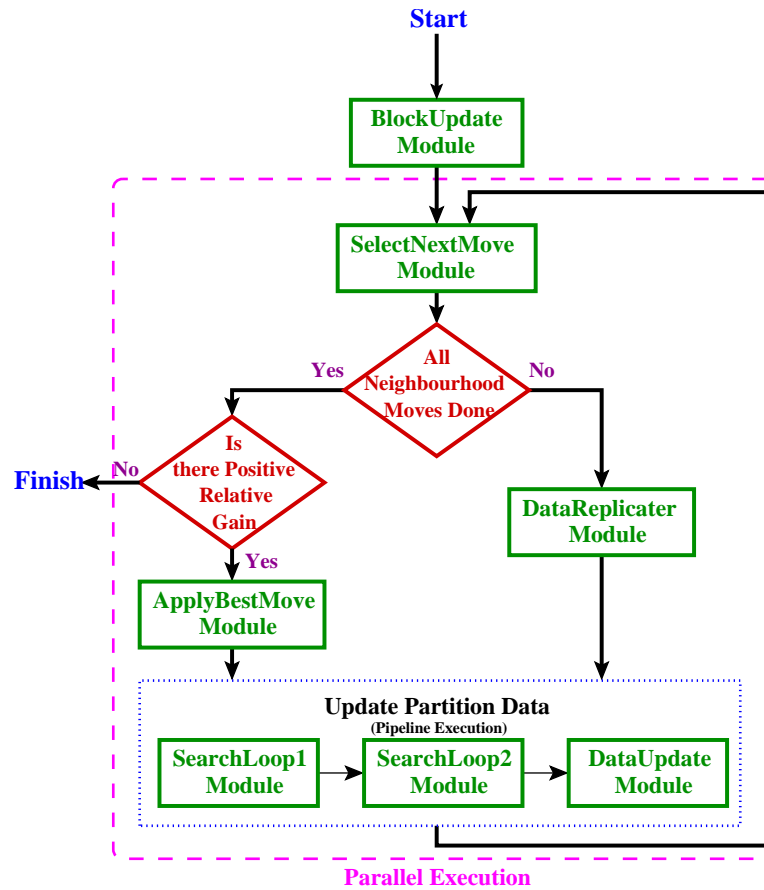 Start
BlockUpdate
Module
SelectNextMove
Module
All
Neighbourhood
Moves Done
Yes
No
Is
there Positive
Relative
Gain
No
Finish
Yes
DataReplicater
Module
ApplyBestMove
Module
Update Partition Data
(Pipeline Execution)
SearchLoop1
Module
SearchLoop2
Module
DataUpdate
Module
Parallel Execution